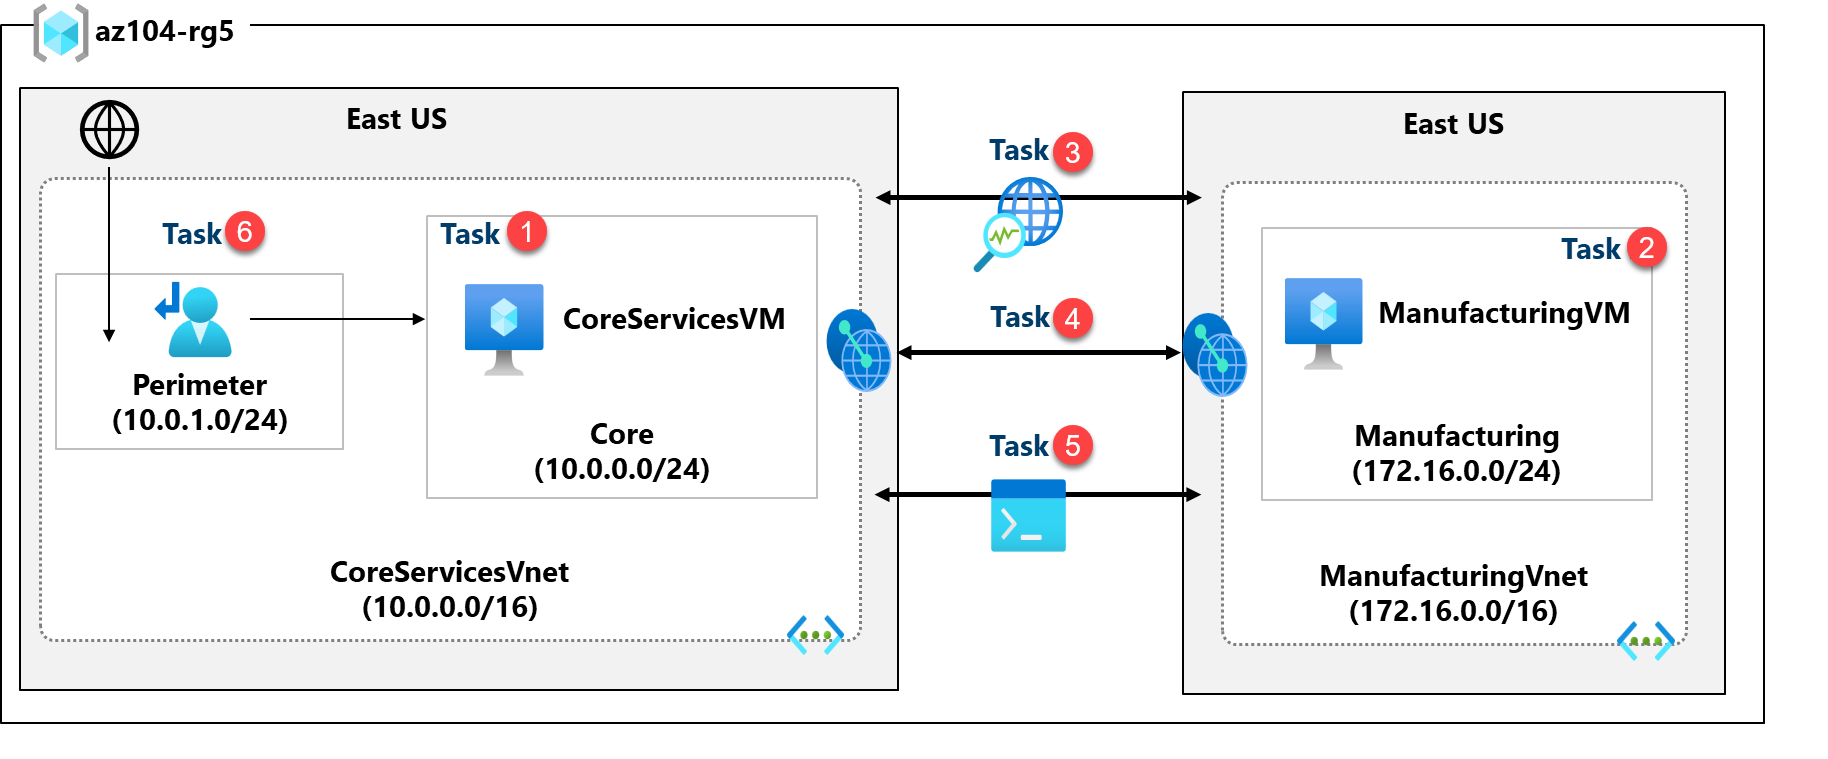 az104-rg5
East US
Task 6
Task 1
Perimeter
(10.0.1.0/24)
CoreServicesVM
Core
(10.0.0.0/24)
CoreServicesVnet
(10.0.0.0/16)
Task 3
Task 4
Task 5
East US
Task 2
ManufacturingVM
Manufacturing
(172.16.0.0/24)
ManufacturingVnet
(172.16.0.0/16)